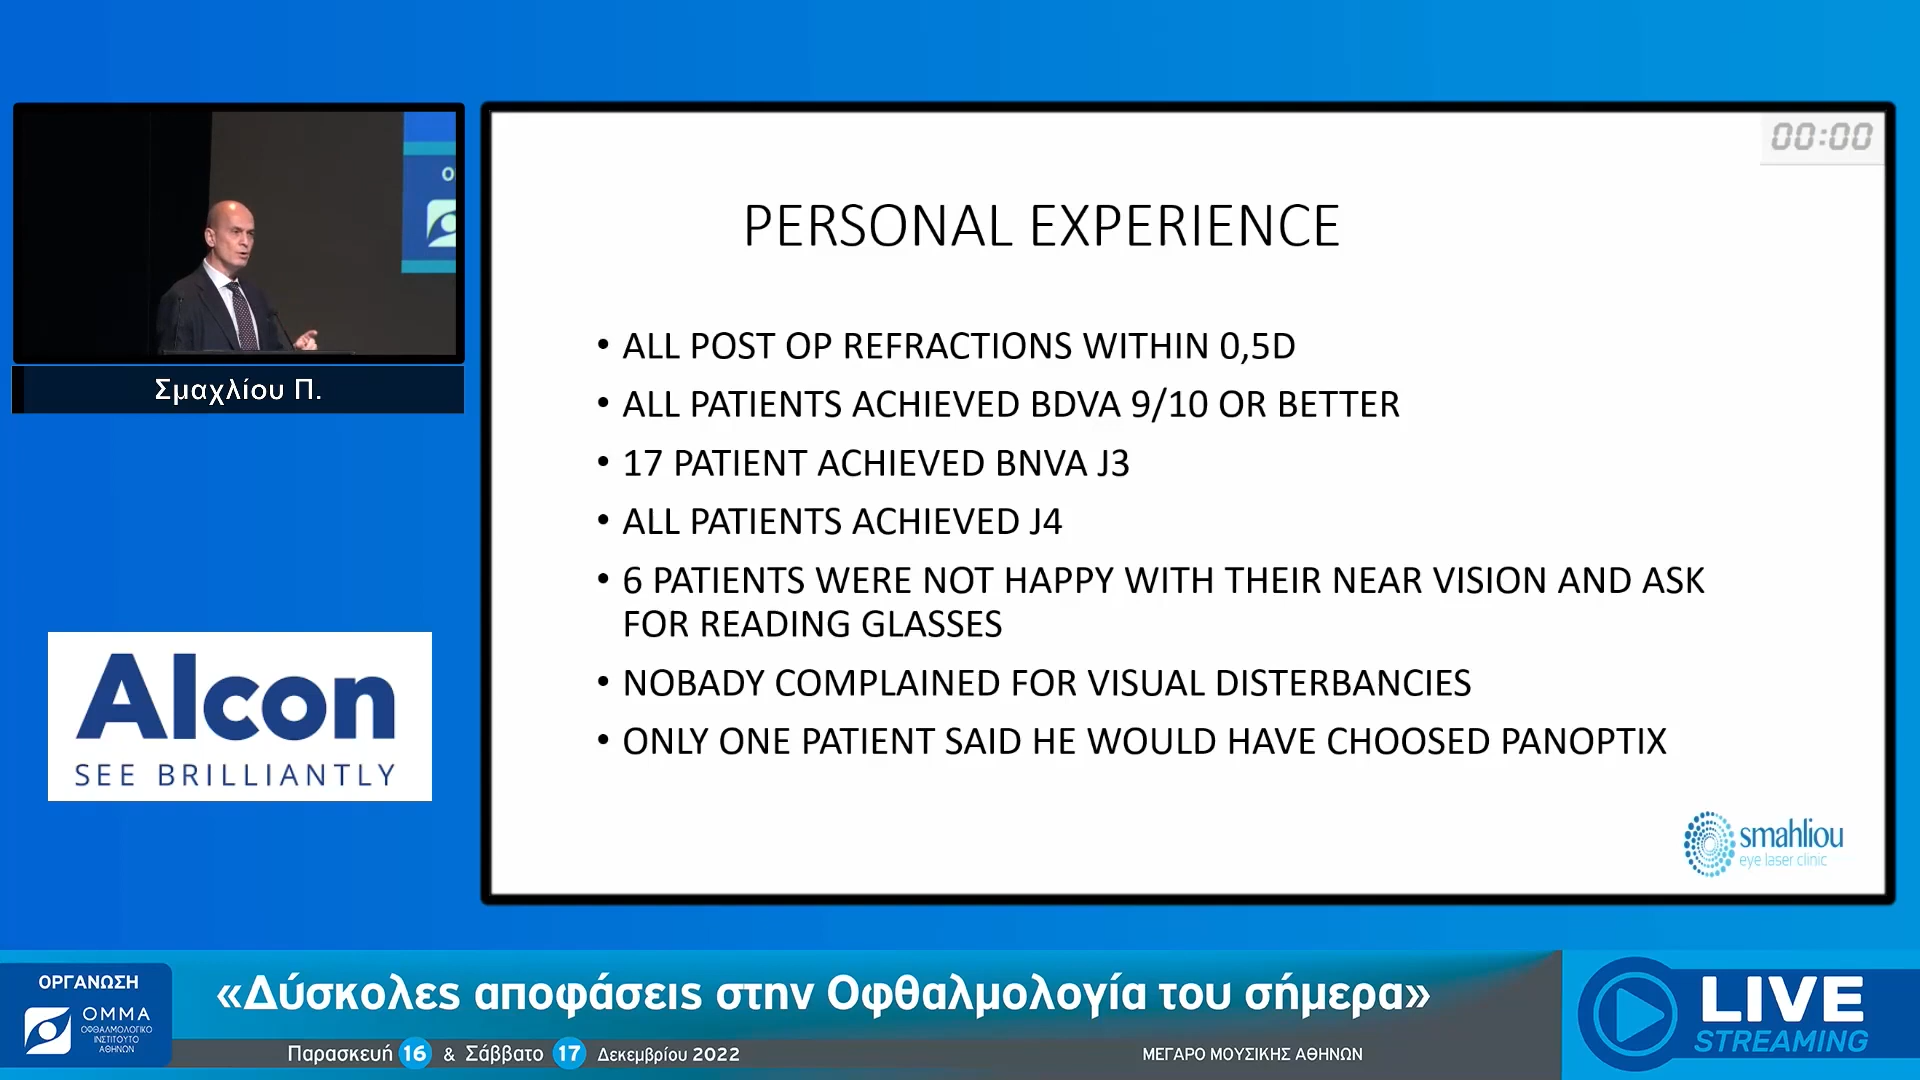 Ο
Σμαχλίου Π.
Alcon
SEE BRILLIANTLY
00:00
PERSONAL EXPERIENCE
• ALL POST OP REFRACTIONS WITHIN 0,5D
• ALL PATIENTS ACHIEVED BDVA 9/10 OR BETTER
• 17 PATIENT ACHIEVED BNVA J3
• ALL PATIENTS ACHIEVED J4
• 6 PATIENTS WERE NOT HAPPY WITH THEIR NEAR VISION AND ASK
FOR READING GLASSES
• NOBADY COMPLAINED FOR VISUAL DISTERBANCIES
• ONLY ONE PATIENT SAID HE WOULD HAVE CHOOSED PANOPTIX
smahliou
eye laser clinic
ΟΡΓΑΝΩΣΗ
ΟΜΜΑ
ΟΦΘΑΛΜΟΛΟΓΙΚΟ
ΙΝΣΤΙΤΟΥΤΟ
ΑΘΗΝΩΝ
«Δύσκολες αποφάσεις στην Οφθαλμολογία του σήμερα»
Παρασκευή 16 & Σάββατο 17 Δεκεμβρίου 2022
ΜΕΓΑΡΟ ΜΟΥΣΙΚΗΣ ΑΘΗΝΩΝ
LIVE
STREAMING